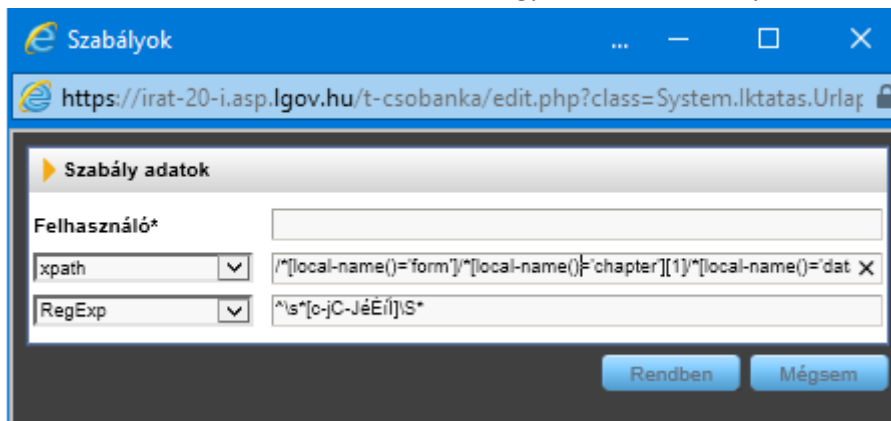 Szabályok ...
https://irat-20-i.asp.lgov.hu/t-csobanka/edit.php?class=System.Iktatas.Urlap
Szabály adatok
Felhasználó*
xpath /*[local-name()='form']/*[local-name()='chapter'][1]/*[local-name()='dat
RegExp ^\s*[c-jC-JéÉíÍ]\S*
Rendben Mégsem